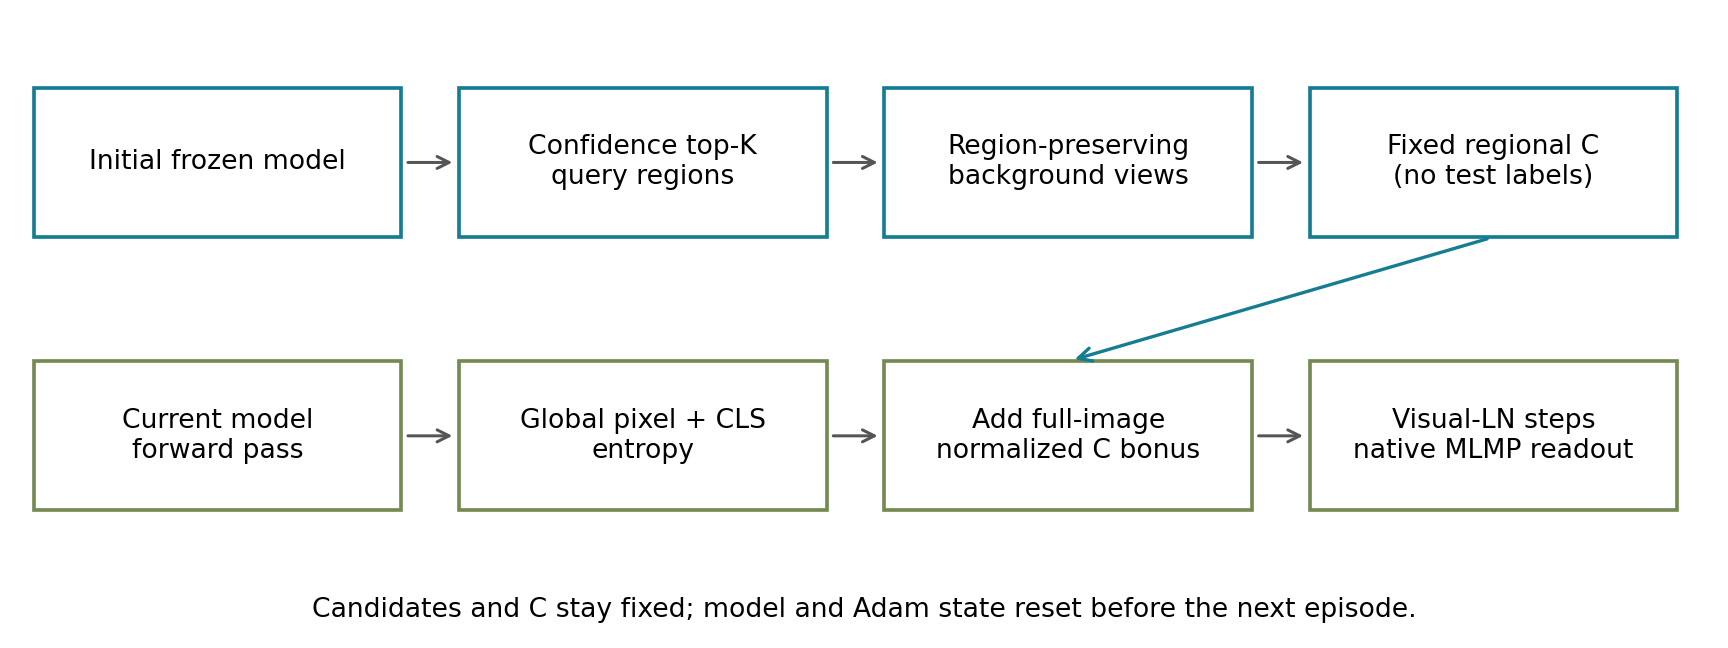 Initial frozen model
Confidence top-K
query regions
Region-preserving
background views
Fixed regional C
(no test labels)
Current model
forward pass
Global pixel + CLS
entropy
Add full-image
normalized C bonus
Visual-LN steps
native MLMP readout
Candidates and C stay fixed; model and Adam state reset before the next episode.